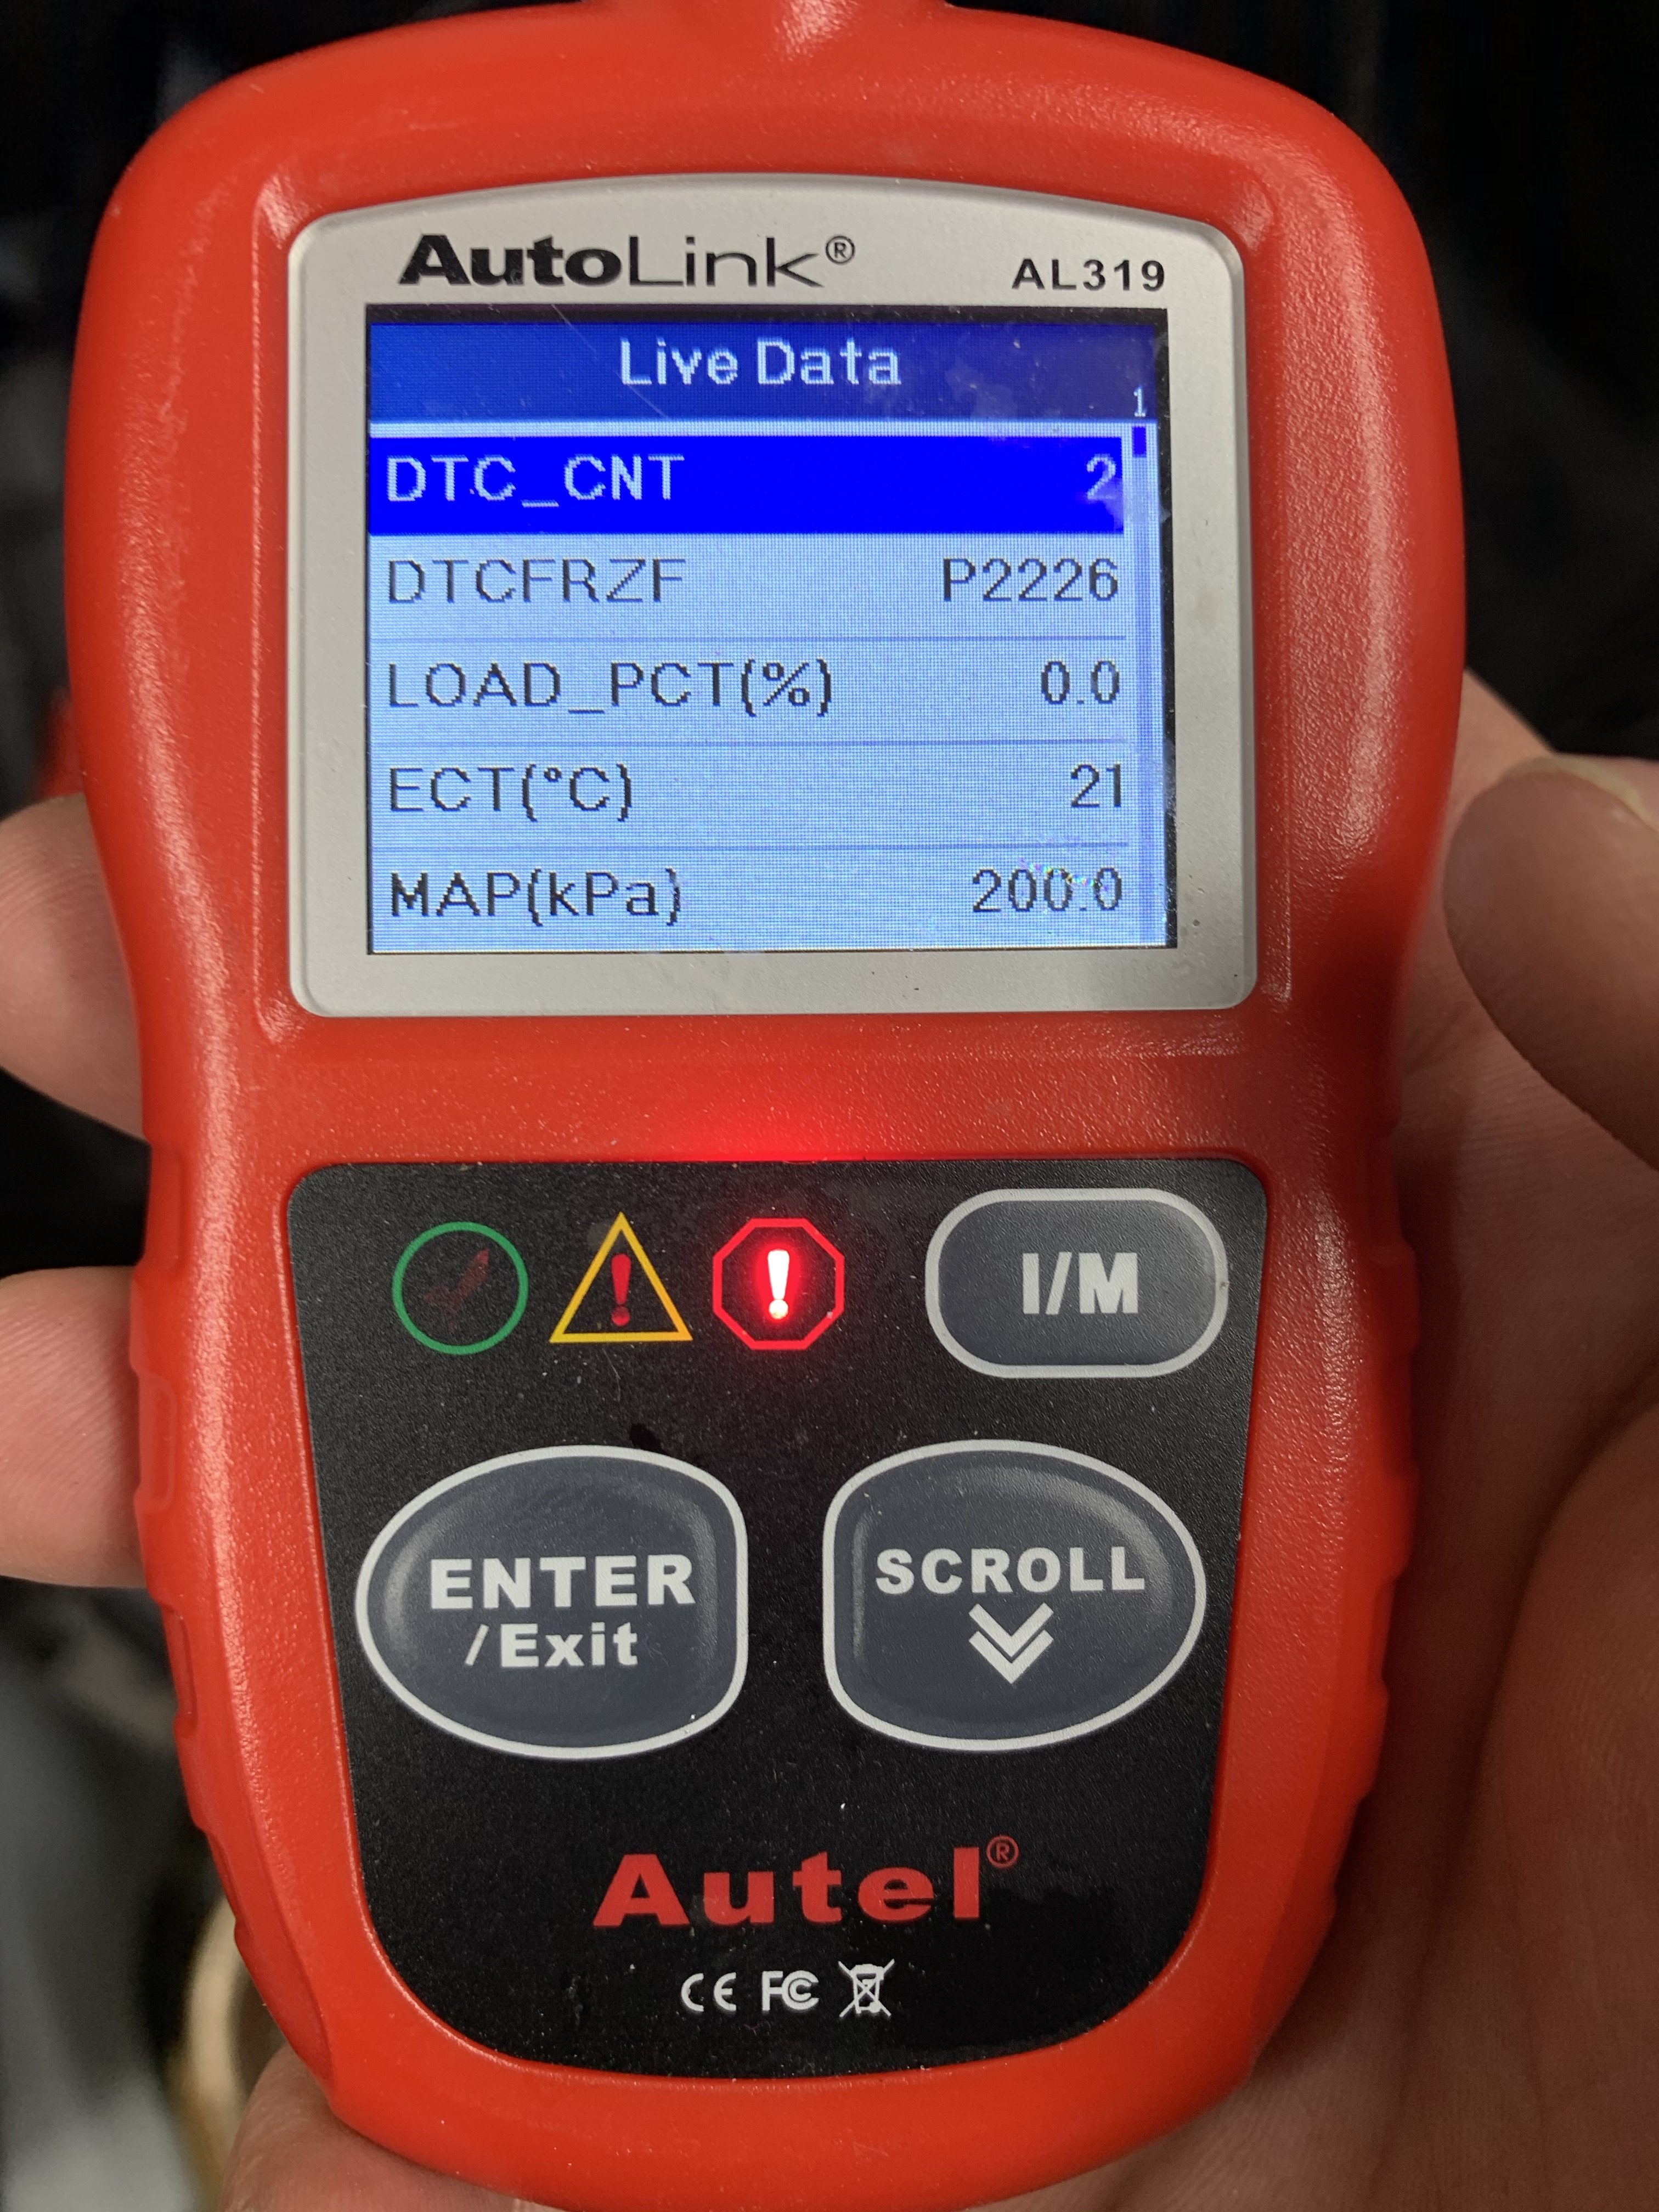 AutoLink® AL319
Live Data
1
DTC_CNT 2
DTCFRZF P2226
LOAD_PCT(%) 0.0
ECT(°C) 21
MAP(kPa) 200.0
! ! I/M
ENTER
/Exit
SCROLL
Autel®
CE FC